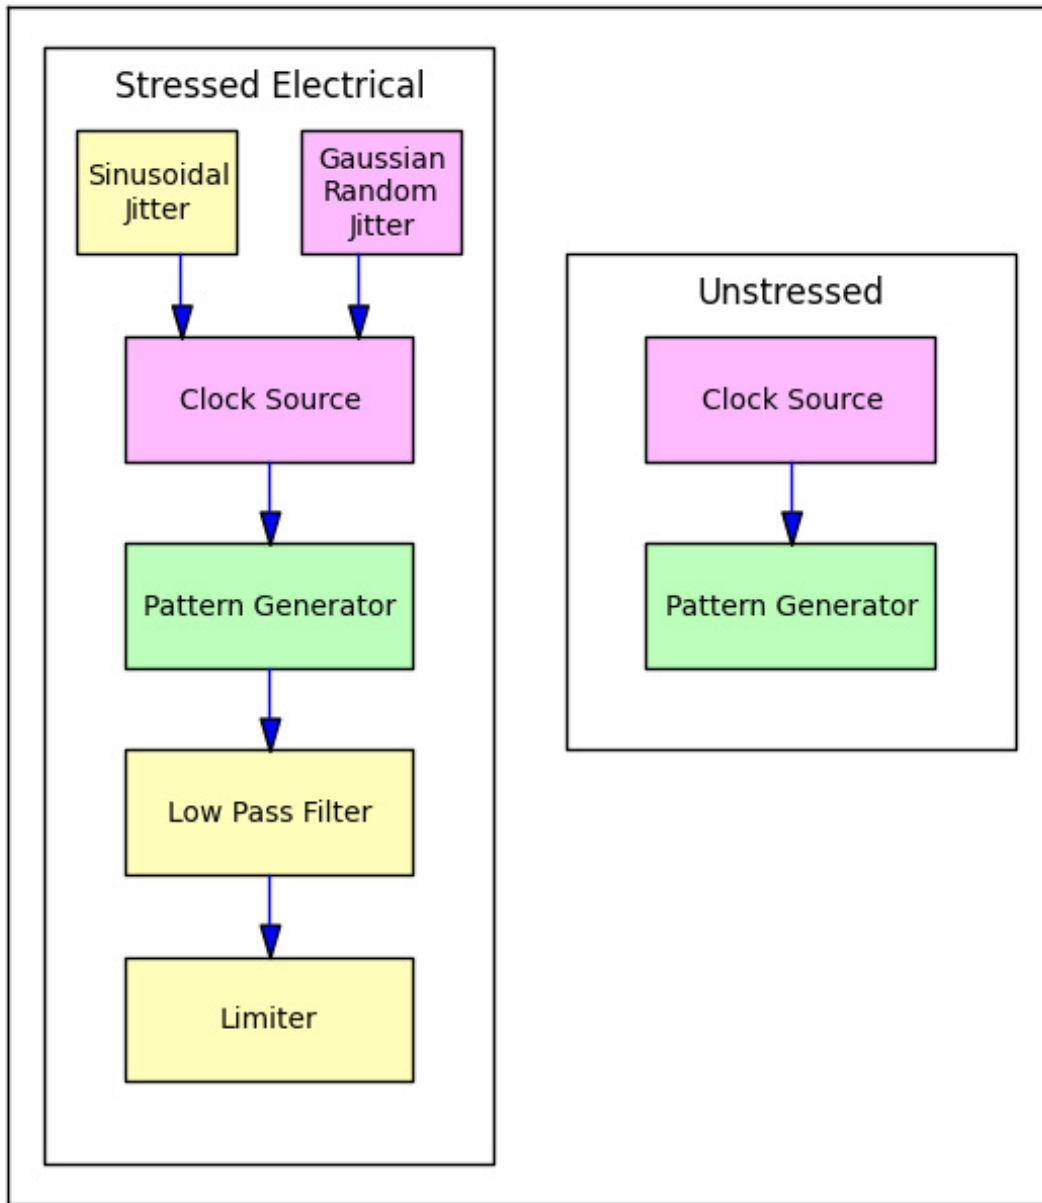 Stressed Electrical
Sinusoidal
Jitter
Gaussian
Random
Jitter
Clock Source
Pattern Generator
Low Pass Filter
Limiter
Unstressed
Clock Source
Pattern Generator